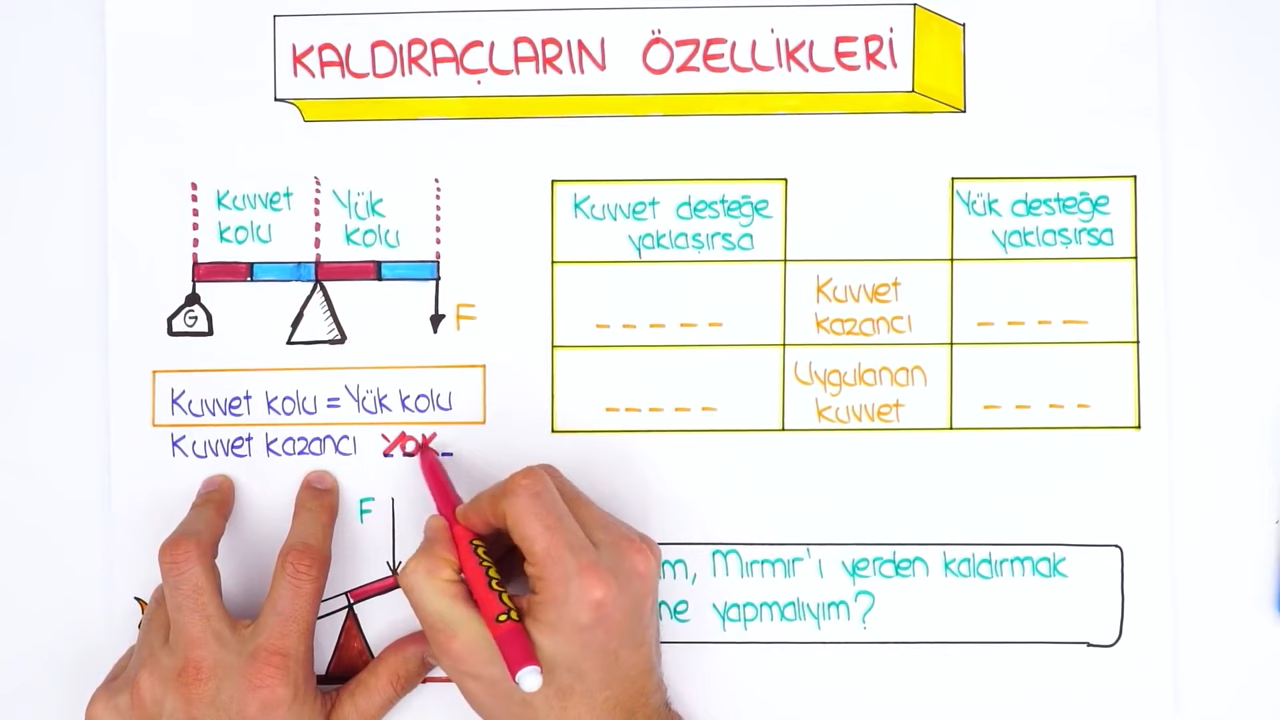 KALDIRAÇLARIN ÖZELLİKLERİ
Kuvvet
kolu
Yük
kolu
G
F
Kuvvet kolu = Yük kolu
Kuvvet kazancı YOK
F
Kuvvet desteğe
yaklaşırsa
Yük desteğe
yaklaşırsa
Kuvvet
kazancı
Uygulanan
kuvvet
Mırmır'ı yerden kaldırmak
ne yapmalıyım?